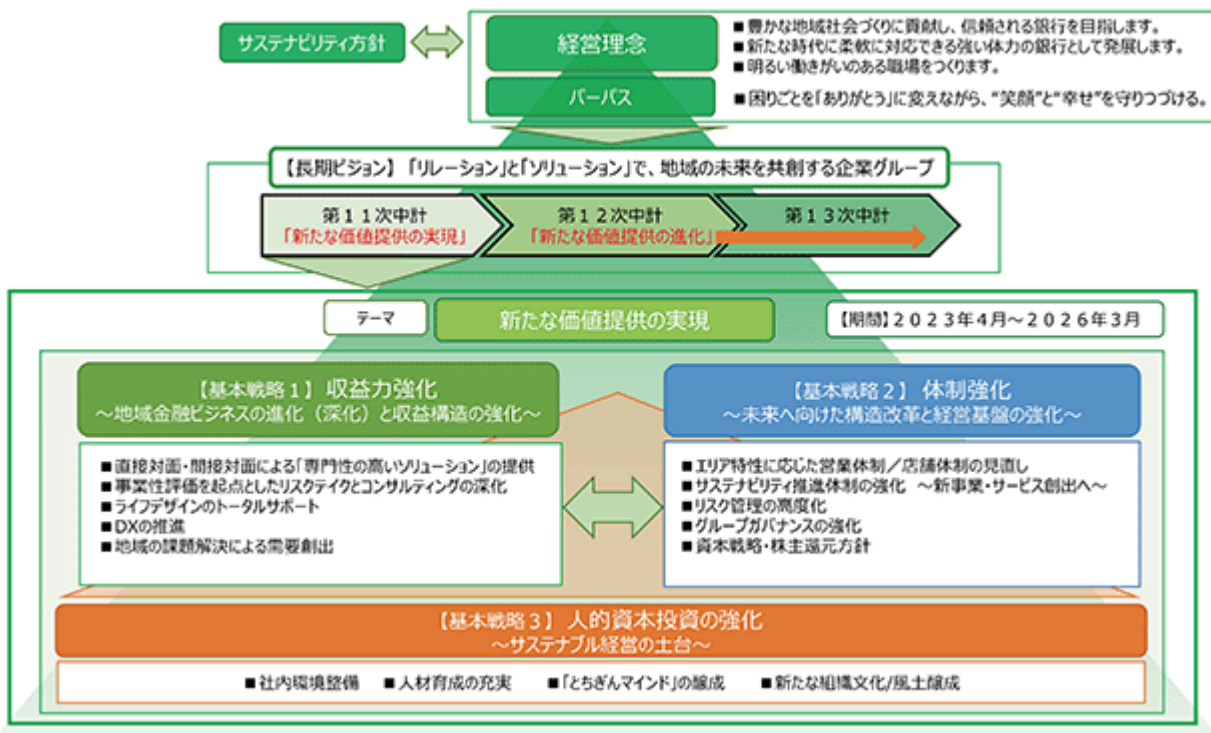 サステナビリティ方針
経営理念
■豊かな地域社会づくりに貢献し、信頼される銀行を目指します。
■新たな時代に柔軟に対応できる強い体力の銀行として発展します。
■明るい働きがいのある職場をつくります。
パーパス
■困りごとを「ありがとう」に変えながら、“笑顔”と“幸せ”を守りつづける。
【長期ビジョン】「リレーション」と「ソリューション」で、地域の未来を共創する企業グループ
第11次中計
「新たな価値提供の実現」
第12次中計
「新たな価値提供の進化」
第13次中計
テーマ
新たな価値提供の実現
【期間】2023年4月～2026年3月
【基本戦略1】収益力強化
～地域金融ビジネスの進化（深化）と収益構造の強化～
■直接対面・間接対面による「専門性の高いソリューション」の提供
■事業性評価を起点としたリスクテイクとコンサルティングの深化
■ライフデザインのトータルサポート
■DXの推進
■地域の課題解決による需要創出
【基本戦略2】体制強化
～未来へ向けた構造改革と経営基盤の強化～
■エリア特性に応じた営業体制／店舗体制の見直し
■サステナビリティ推進体制の強化 ～新事業・サービス創出へ～
■リスク管理の高度化
■グループガバナンスの強化
■資本戦略・株主還元方針
【基本戦略3】人的資本投資の強化
～サステナブル経営の土台～
■社内環境整備 ■人材育成の充実 ■「とちぎんマインド」の醸成 ■新たな組織文化/風土醸成